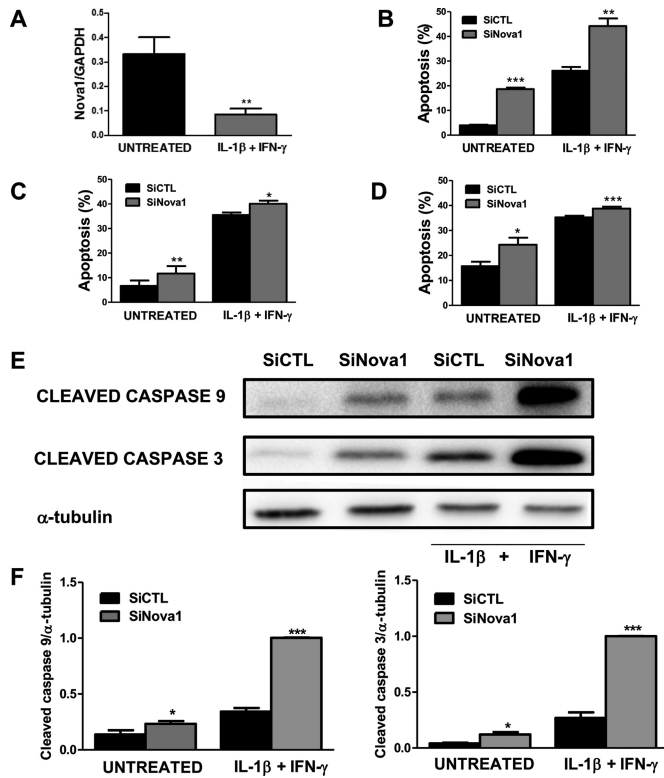 A
Nova1/GAPDH
0.4
0.3
0.2
0.1
0.0
**
UNTREATED
IL-1β + IFN-γ
B
Apoptosis (%)
50
40
30
20
10
0
SiCTL
SiNova1
***
**
UNTREATED
IL-1β + IFN-γ
C
Apoptosis (%)
50
40
30
20
10
0
SiCTL
SiNova1
**
*
UNTREATED
IL-1β + IFN-γ
D
Apoptosis (%)
50
40
30
20
10
0
SiCTL
SiNova1
*
***
UNTREATED
IL-1β + IFN-γ
E
SiCTL SiNova1 SiCTL SiNova1
CLEAVED CASPASE 9
CLEAVED CASPASE 3
α-tubulin
IL-1β + IFN-γ
F
Cleaved caspase 9/α-tubulin
1.5
1.0
0.5
0.0
SiCTL
SiNova1
*
***
UNTREATED
IL-1β + IFN-γ
Cleaved caspase 3/α-tubulin
1.5
1.0
0.5
0.0
SiCTL
SiNova1
*
***
UNTREATED
IL-1β + IFN-γ